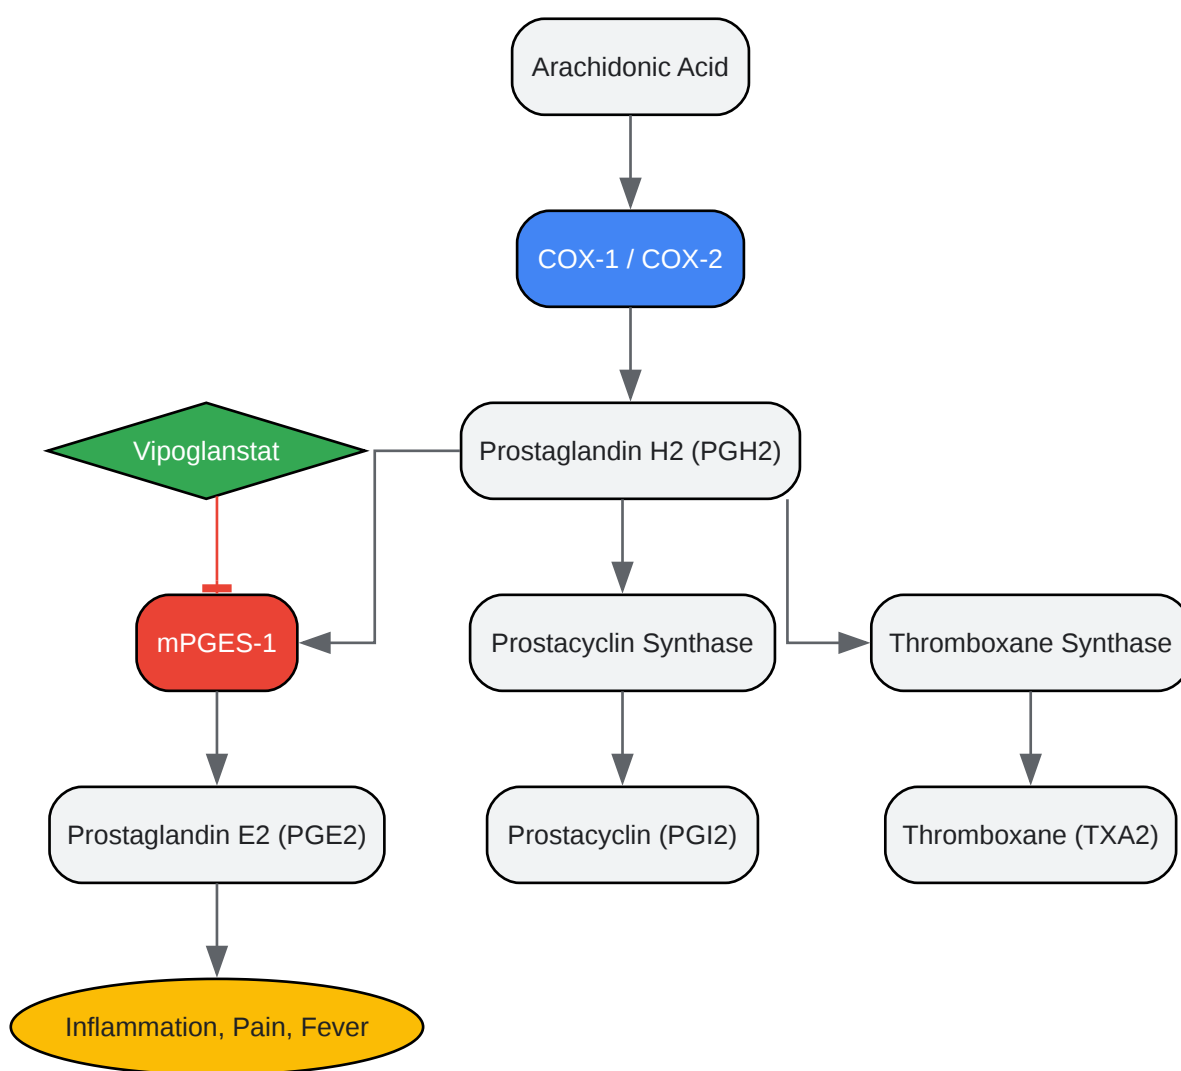 Arachidonic Acid
COX-1 / COX-2
Vipoglanstat
Prostaglandin H2 (PGH2)
mPGES-1
Prostacyclin Synthase
Thromboxane Synthase
Prostaglandin E2 (PGE2)
Prostacyclin (PGI2)
Thromboxane (TXA2)
Inflammation, Pain, Fever